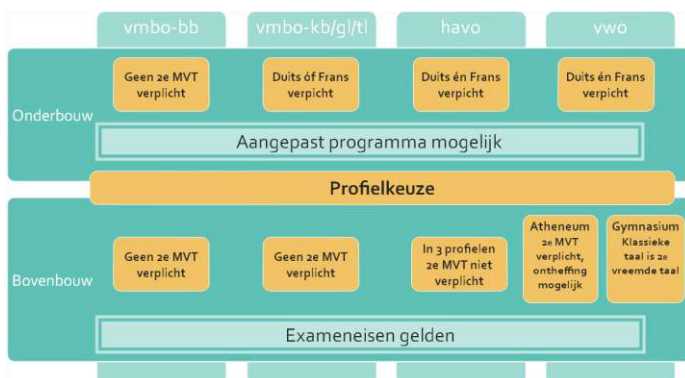 vmbo-bb
vmbo-kb/gl/tl
havo
vwo
Onderbouw
Geen 2e MVT
verplicht
Duits óf Frans
verpicht
Duits én Frans
verpicht
Duits én Frans
verpicht
Aangepast programma mogelijk
Profielkeuze
Bovenbouw
Geen 2e MVT
verplicht
Geen 2e MVT
verplicht
In 3 profielen
2e MVT niet
verplicht
Atheneum
2e MVT
verplicht,
ontheffing
mogelijk
Gymnasium
Klassieke
taal is 2e
vreemde taal
Exameneisen gelden